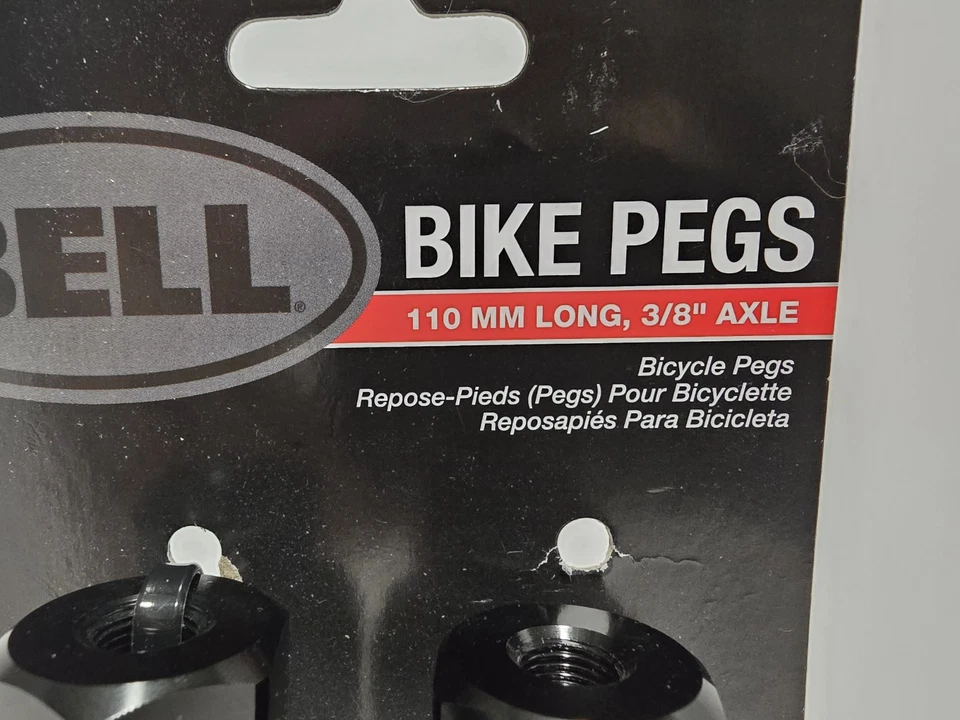 BELL®
BIKE PEGS
110 MM LONG, 3/8" AXLE
Bicycle Pegs
Repose-Pieds (Pegs) Pour Bicyclette
Reposapiés Para Bicicleta